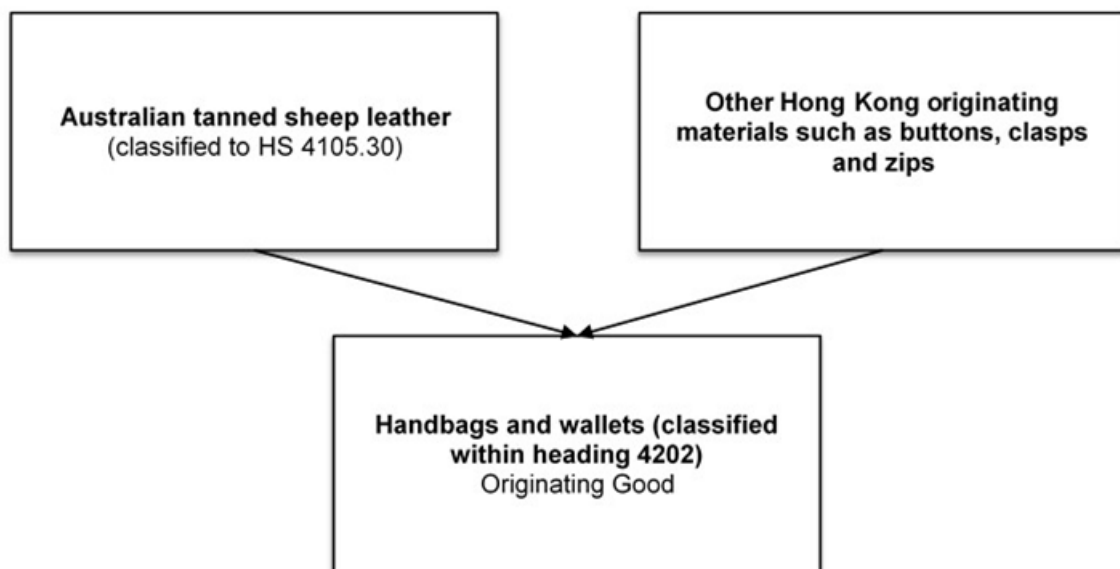 Australian tanned sheep leather
(classified to HS 4105.30)
Other Hong Kong originating
materials such as buttons, clasps
and zips
Handbags and wallets (classified
within heading 4202)
Originating Good